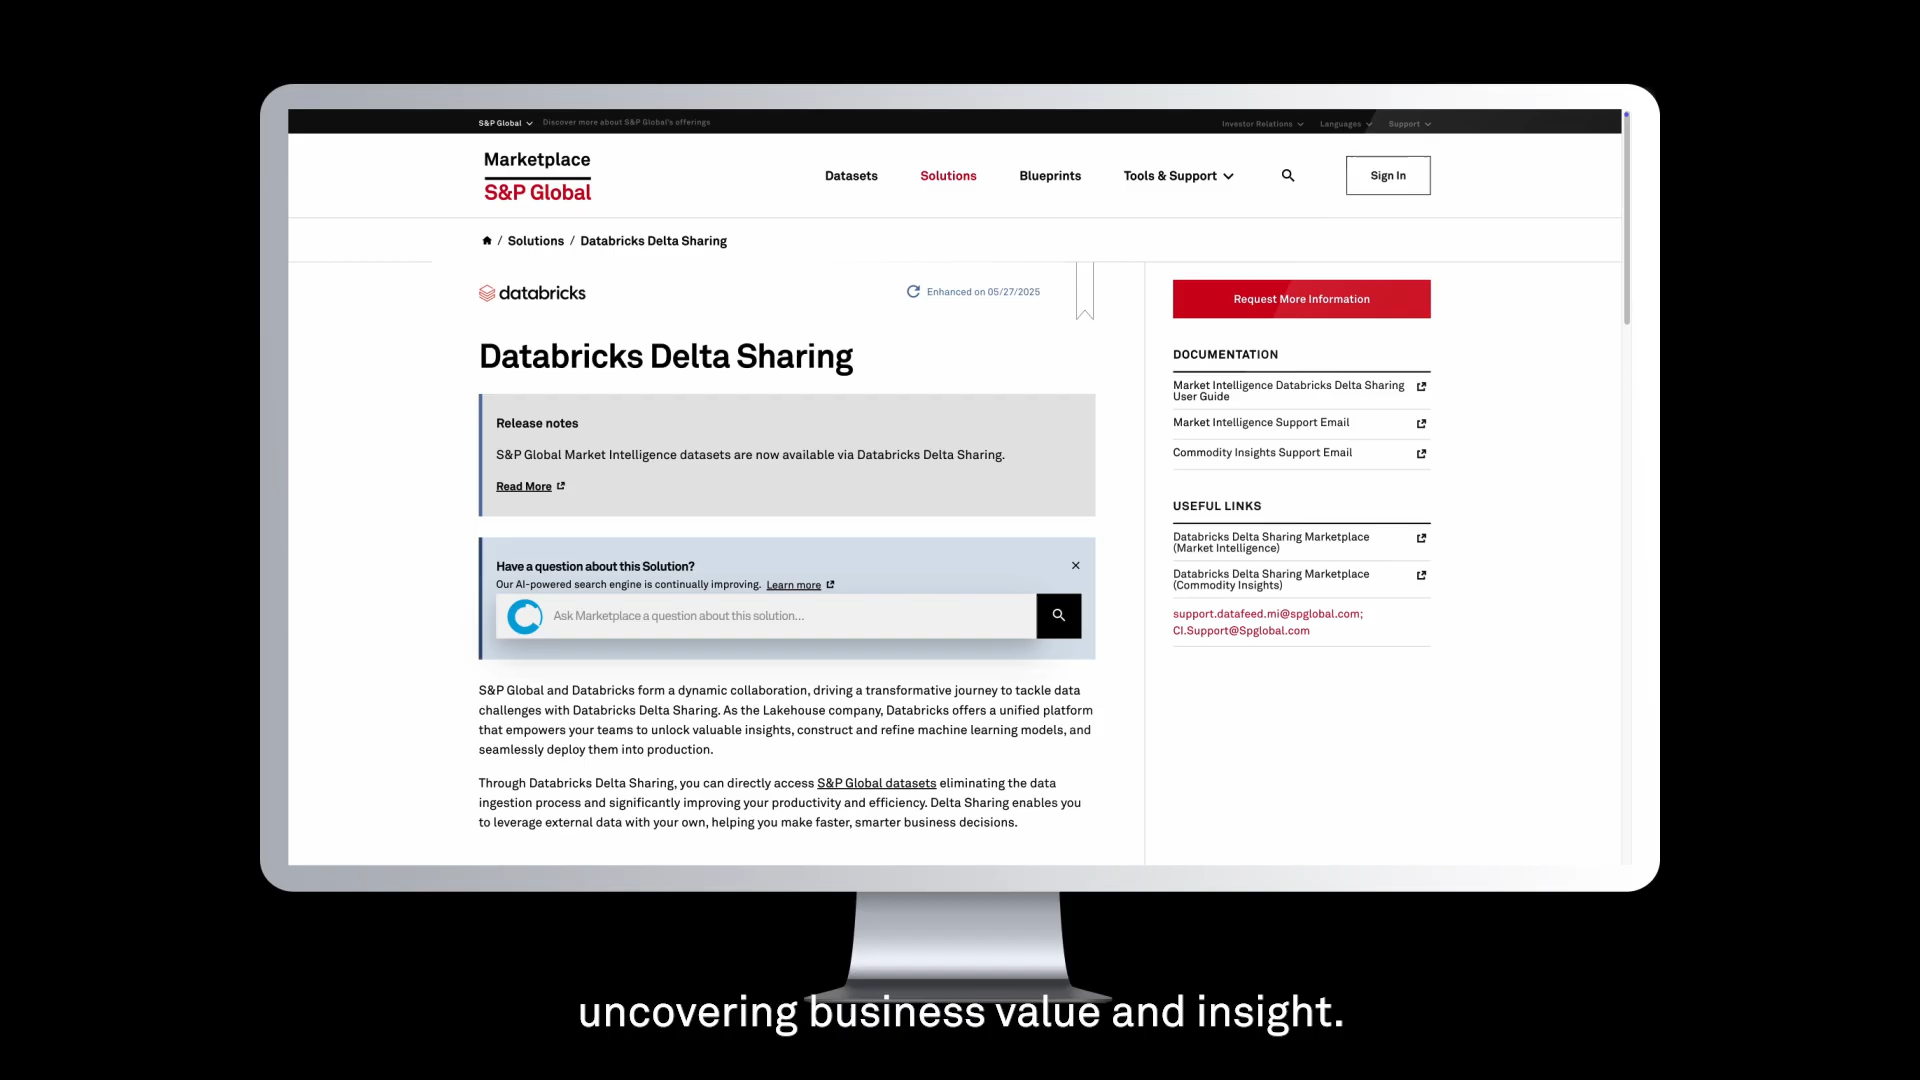 S&P Global Discover more about S&P Global's offerings
Investor Relations Languages Support
Marketplace
S&P Global
Datasets Solutions Blueprints Tools & Support Sign In
/ Solutions / Databricks Delta Sharing
databricks
Enhanced on 05/27/2025
Databricks Delta Sharing
Release notes
S&P Global Market Intelligence datasets are now available via Databricks Delta Sharing.
Read More
Have a question about this Solution?
Our AI-powered search engine is continually improving. Learn more
Ask Marketplace a question about this solution...
S&P Global and Databricks form a dynamic collaboration, driving a transformative journey to tackle data
challenges with Databricks Delta Sharing. As the Lakehouse company, Databricks offers a unified platform
that empowers your teams to unlock valuable insights, construct and refine machine learning models, and
seamlessly deploy them into production.
Through Databricks Delta Sharing, you can directly access S&P Global datasets eliminating the data
ingestion process and significantly improving your productivity and efficiency. Delta Sharing enables you
to leverage external data with your own, helping you make faster, smarter business decisions.
Request More Information
DOCUMENTATION
Market Intelligence Databricks Delta Sharing
User Guide
Market Intelligence Support Email
Commodity Insights Support Email
USEFUL LINKS
Databricks Delta Sharing Marketplace
(Market Intelligence)
Databricks Delta Sharing Marketplace
(Commodity Insights)
support.datafeed.mi@spglobal.com;
CI.Support@Spglobal.com
uncovering business value and insight.